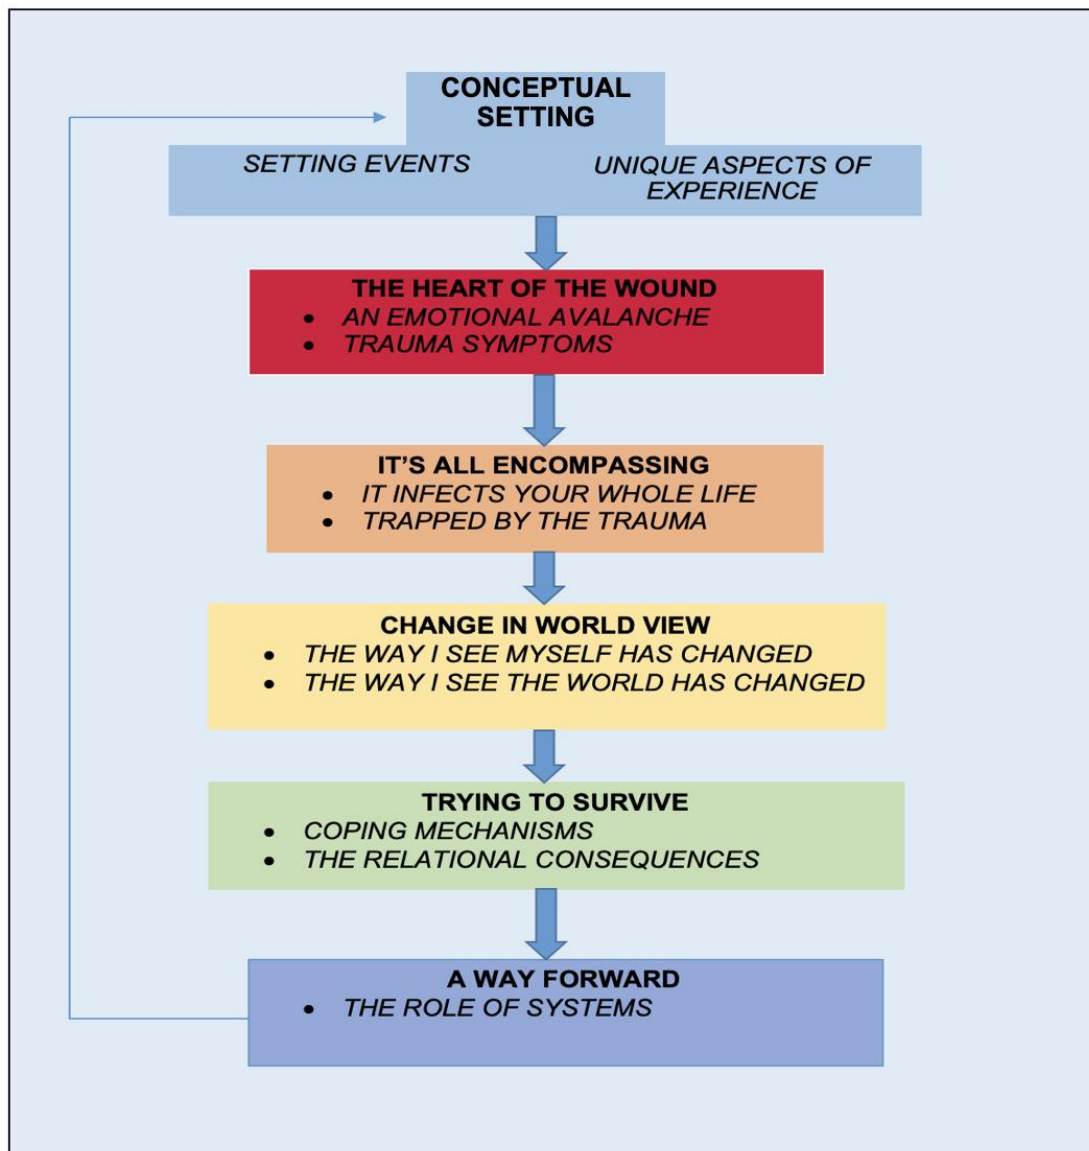 CONCEPTUAL
SETTING
SETTING EVENTS
UNIQUE ASPECTS OF
EXPERIENCE
THE HEART OF THE WOUND
• AN EMOTIONAL AVALANCHE
• TRAUMA SYMPTOMS
IT’S ALL ENCOMPASSING
• IT INFECTS YOUR WHOLE LIFE
• TRAPPED BY THE TRAUMA
CHANGE IN WORLD VIEW
• THE WAY I SEE MYSELF HAS CHANGED
• THE WAY I SEE THE WORLD HAS CHANGED
TRYING TO SURVIVE
• COPING MECHANISMS
• THE RELATIONAL CONSEQUENCES
A WAY FORWARD
• THE ROLE OF SYSTEMS